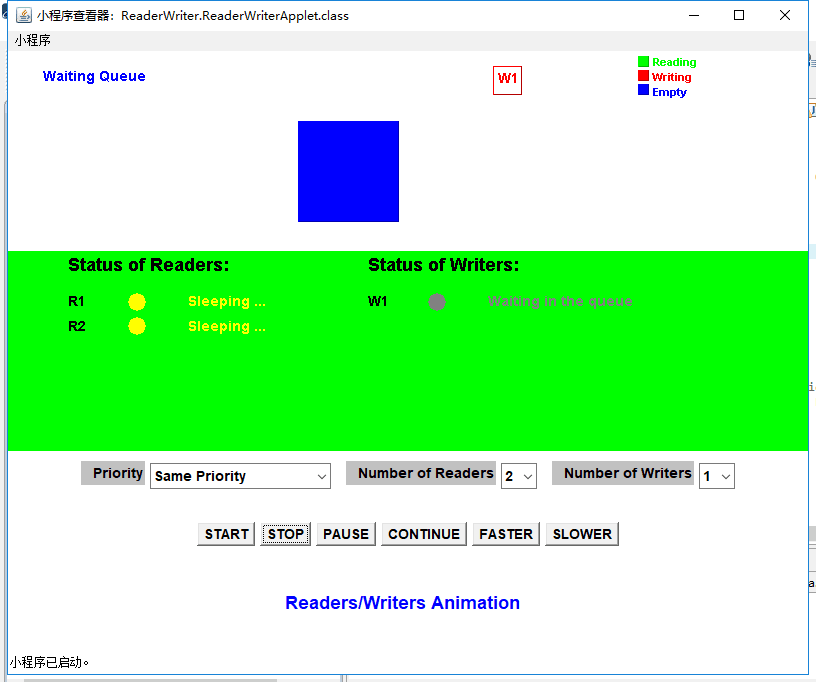 小程序查看器: ReaderWriter.ReaderWriterApplet.class
小程序
Waiting Queue
W1
Reading
Writing
Empty
Status of Readers: Status of Writers:
R1 Sleeping ... W1 Waiting in the queue
R2 Sleeping ...
Priority Same Priority Number of Readers 2 Number of Writers 1
START STOP PAUSE CONTINUE FASTER SLOWER
Readers/Writers Animation
小程序已启动。